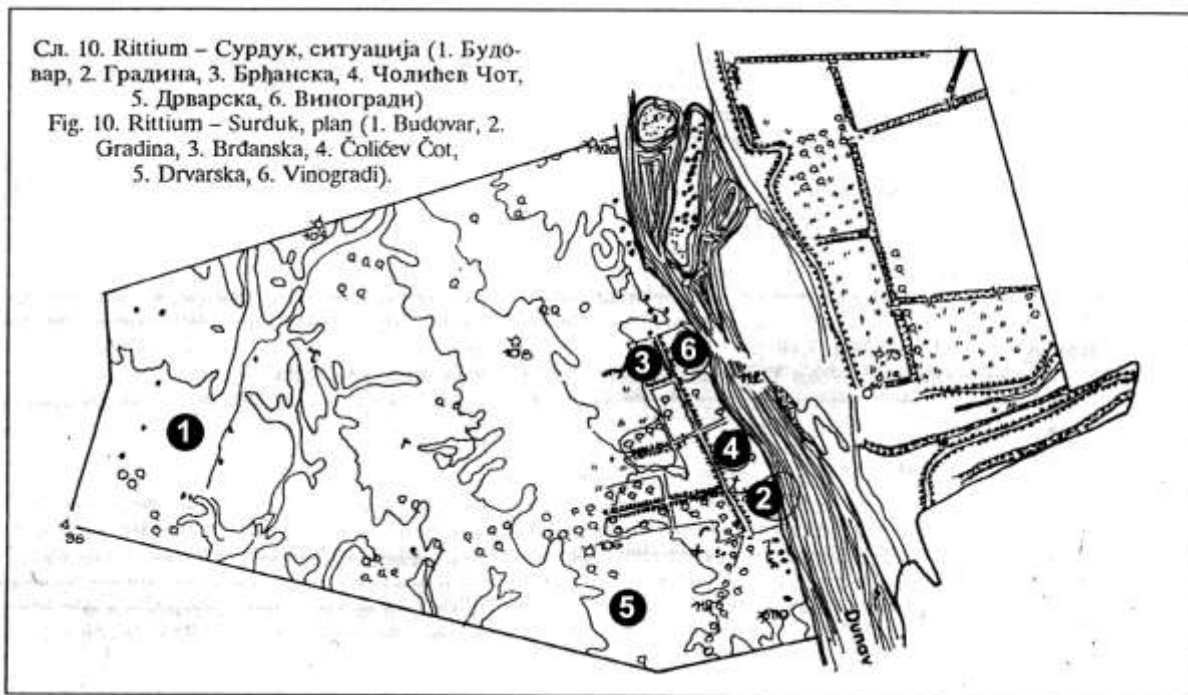 Сл. 10. Rittium – Сурдук, ситуација (1. Будо-
вар, 2. Градина, 3. Брђанска, 4. Чолићев Чот,
5. Дрварска, 6. Виногради)
Fig. 10. Rittium – Surduk, plan (1. Budovar, 2.
Gradina, 3. Brđanska, 4. Čolićev Čot,
5. Drvarska, 6. Vinogradi).
6
3
1
4
2
4
96
5
Dunav